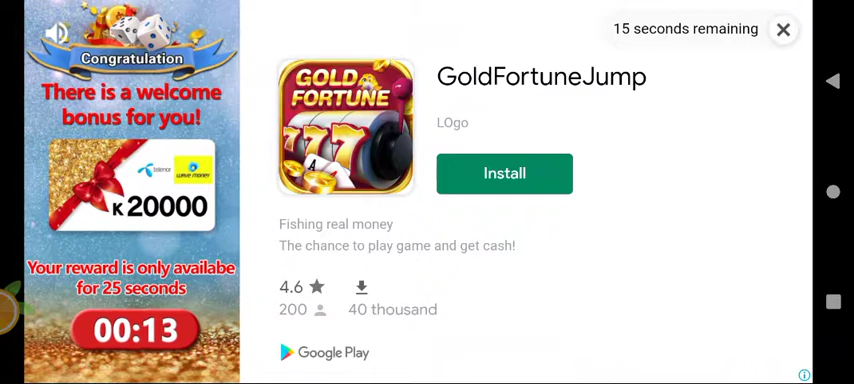 15 seconds remaining
Congratulation
There is a welcome
bonus for you!
telenor
wave money
K 20000
Your reward is only availabe
for 25 seconds
00:13
GOLD
FORTUNE
777
A
GoldFortuneJump
LOgo
Install
Fishing real money
The chance to play game and get cash!
4.6
200
40 thousand
Google Play